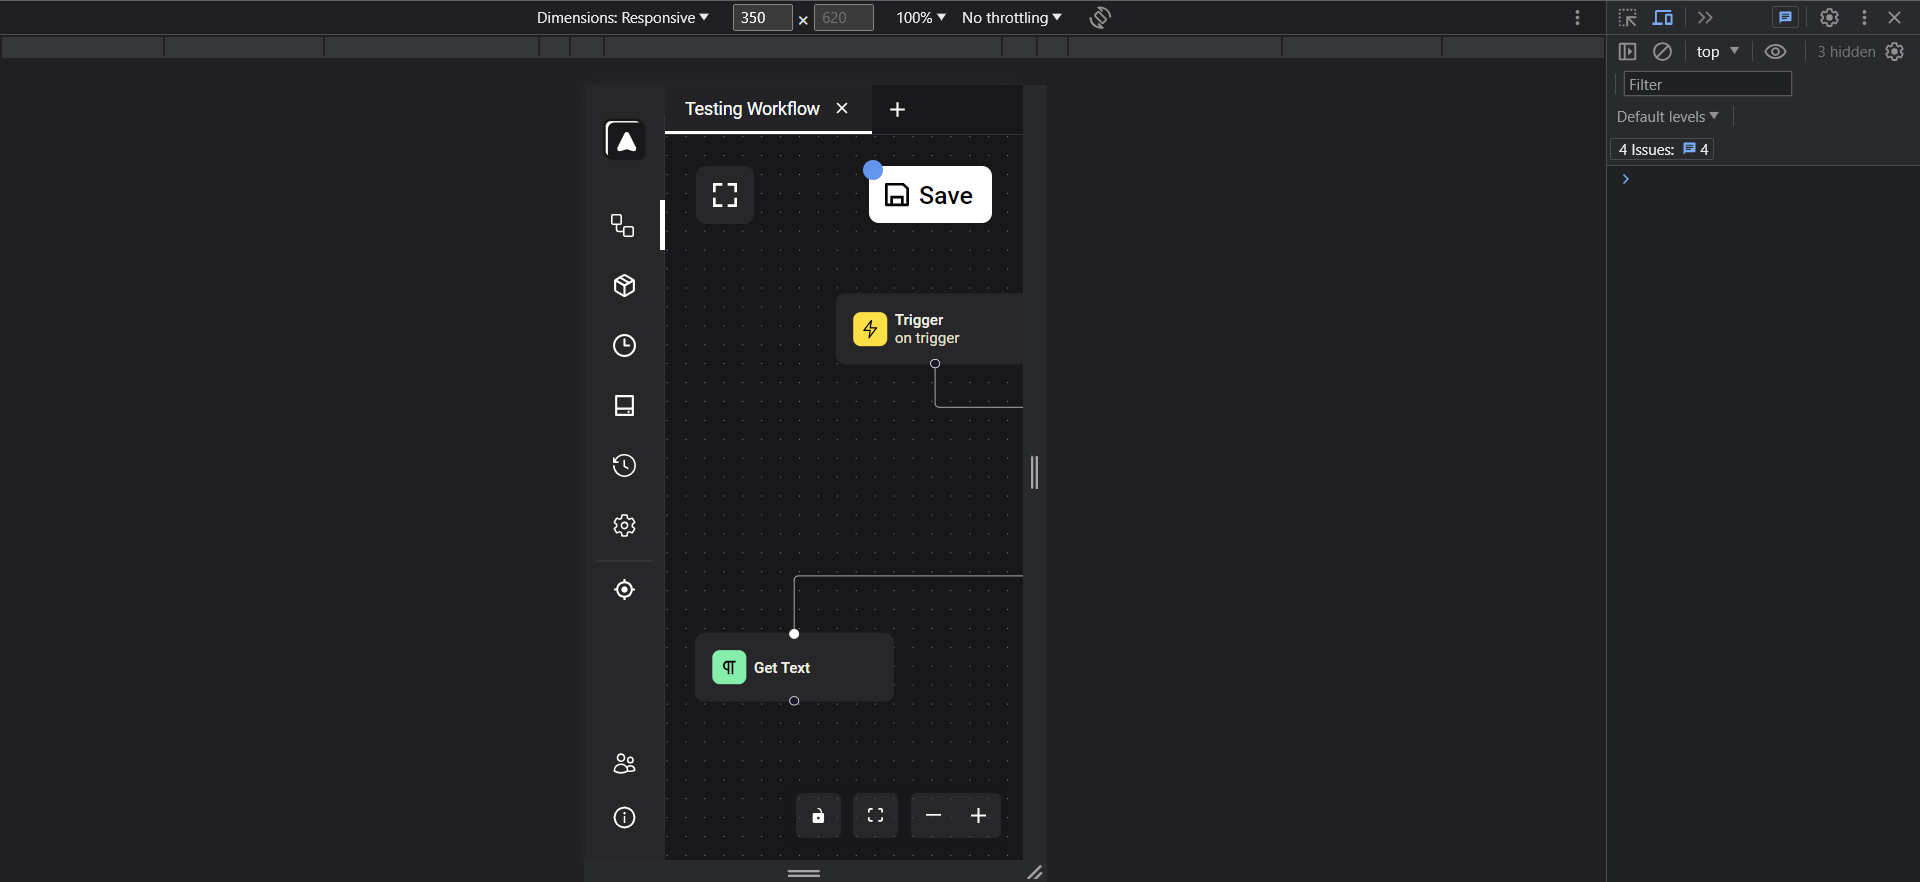 Dimensions: Responsive 350 × 620 100% No throttling
top 3 hidden
Filter
Default levels
4 Issues: 4
Testing Workflow
Save
Trigger
on trigger
Get Text